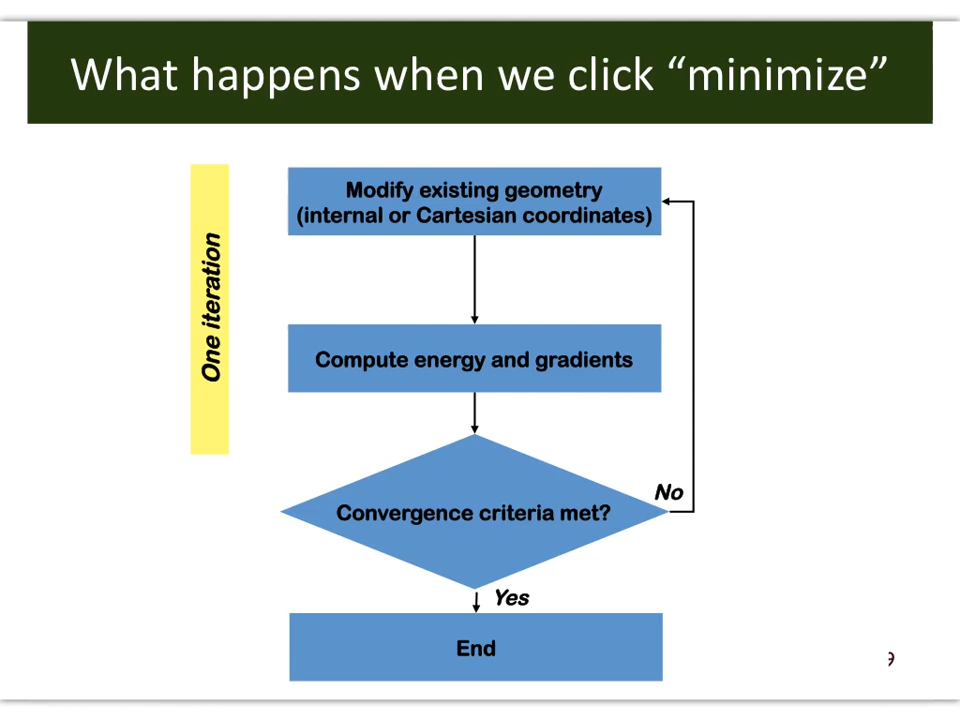 What happens when we click “minimize”
One iteration
Modify existing geometry
(internal or Cartesian coordinates)
Compute energy and gradients
Convergence criteria met?
No
Yes
End
9